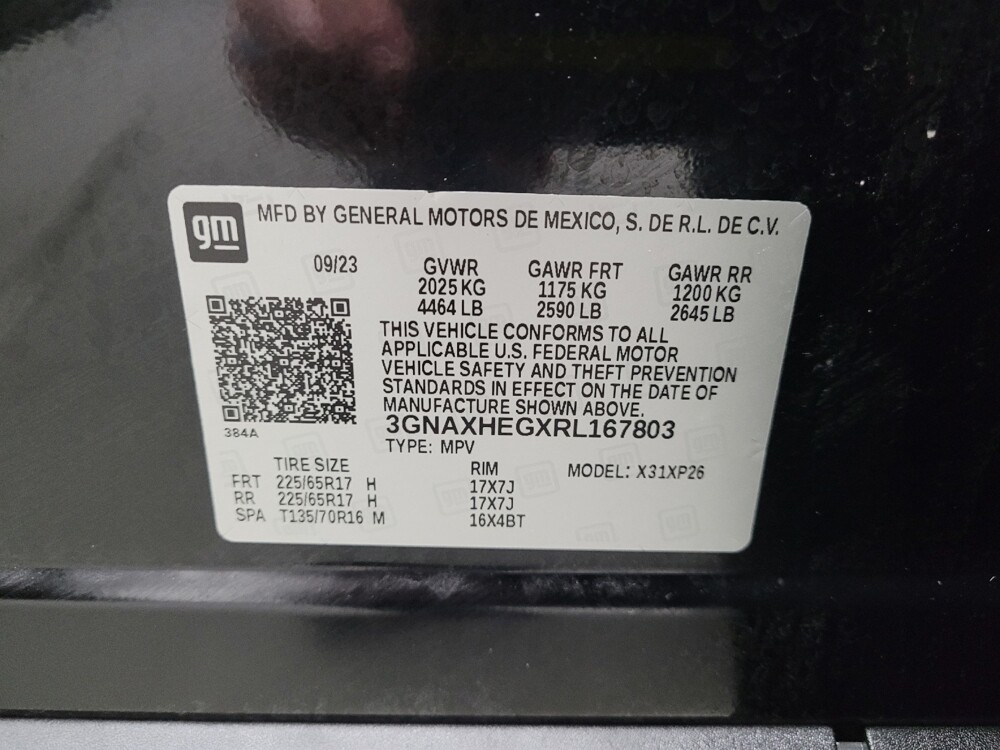 gm MFD BY GENERAL MOTORS DE MEXICO, S. DE R.L. DE C.V.
09/23 GVWR GAWR FRT GAWR RR
2025 KG 1175 KG 1200 KG
4464 LB 2590 LB 2645 LB
THIS VEHICLE CONFORMS TO ALL
APPLICABLE U.S. FEDERAL MOTOR
VEHICLE SAFETY AND THEFT PREVENTION
STANDARDS IN EFFECT ON THE DATE OF
MANUFACTURE SHOWN ABOVE.
384A 3GNAXHEGXRL167803
TYPE: MPV
TIRE SIZE RIM MODEL: X31XP26
FRT 225/65R17 H 17X7J
RR 225/65R17 H 17X7J
SPA T135/70R16 M 16X4BT